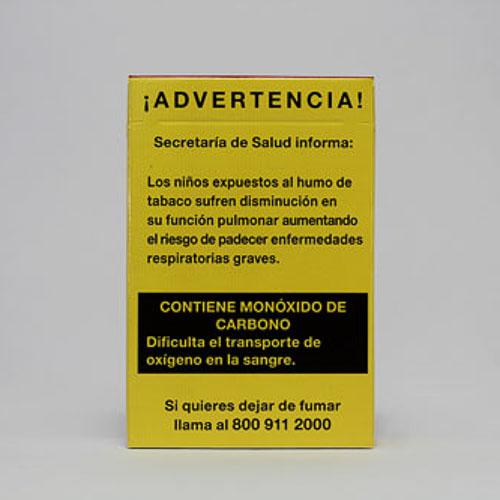 ¡ADVERTENCIA!
Secretaría de Salud informa:
Los niños expuestos al humo de
tabaco sufren disminución en
su función pulmonar aumentando
el riesgo de padecer enfermedades
respiratorias graves.
CONTIENE MONÓXIDO DE
CARBONO
Dificulta el transporte de
oxígeno en la sangre.
Si quieres dejar de fumar
llama al 800 911 2000